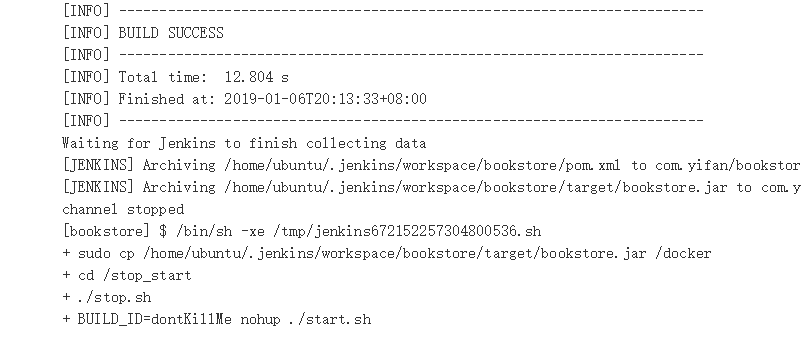 [INFO] ------------------------------------------------------------------------
[INFO] BUILD SUCCESS
[INFO] ------------------------------------------------------------------------
[INFO] Total time:  12.804 s
[INFO] Finished at: 2019-01-06T20:13:33+08:00
[INFO] ------------------------------------------------------------------------
Waiting for Jenkins to finish collecting data
[JENKINS] Archiving /home/ubuntu/.jenkins/workspace/bookstore/pom.xml to com.yifan/bookstor
[JENKINS] Archiving /home/ubuntu/.jenkins/workspace/bookstore/target/bookstore.jar to com.y
channel stopped
[bookstore] $ /bin/sh -xe /tmp/jenkins672152257304800536.sh
+ sudo cp /home/ubuntu/.jenkins/workspace/bookstore/target/bookstore.jar /docker
+ cd /stop_start
+ ./stop.sh
+ BUILD_ID=dontKillMe nohup ./start.sh